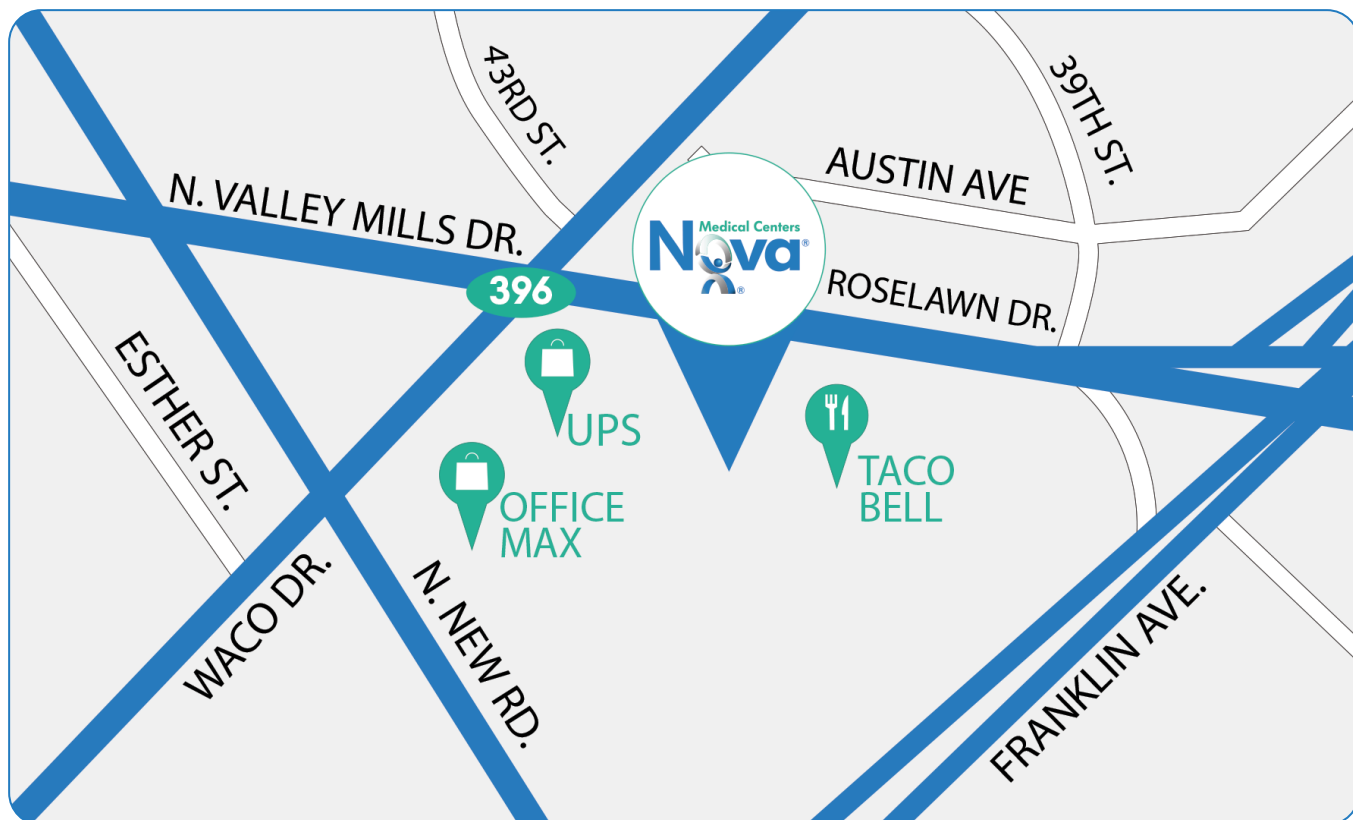 43RD ST.
39TH ST.
AUSTIN AVE
N. VALLEY MILLS DR.
Medical Centers
Nova®
®
396
ROSELAWN DR.
ESTHER ST.
UPS
TACO
BELL
OFFICE
MAX
WACO DR.
N. NEW RD.
FRANKLIN AVE.